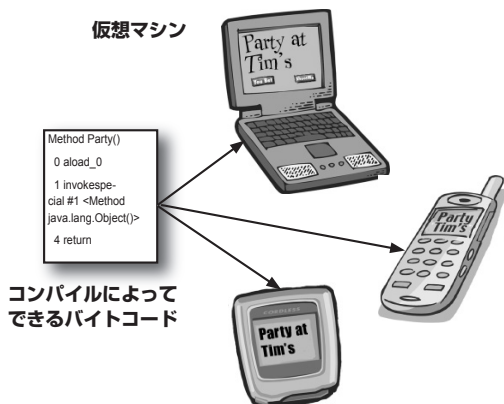 仮想マシン
Party at
Tim's
Method Party()
0 aload_0
1 invokespe-
cial #1 <Method
java.lang.Object()>
4 return
Party
Tim's
コンパイルによって
できるバイトコード
CORDLESS
Party at
Tim's